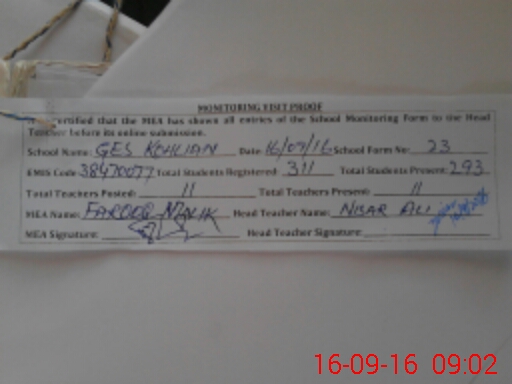 MONITORING VISIT PROOF
certified that the MEA has shown all entries of the School Monitoring Form to the Head
Teacher before its online submission.
School Name: GES KOHLIAN Date: 16/09/16 School Form No: 23
EMIS Code: 38470077 Total Students Registered 311 Total Students Present: 293
Total Teachers Posted: 11 Total Teachers Present: 11
MEA Name: FAROOQ MALIK Head Teacher Name: NISAR ALI
MEA Signature: Head Teacher Signature:
16-09-16 09:02